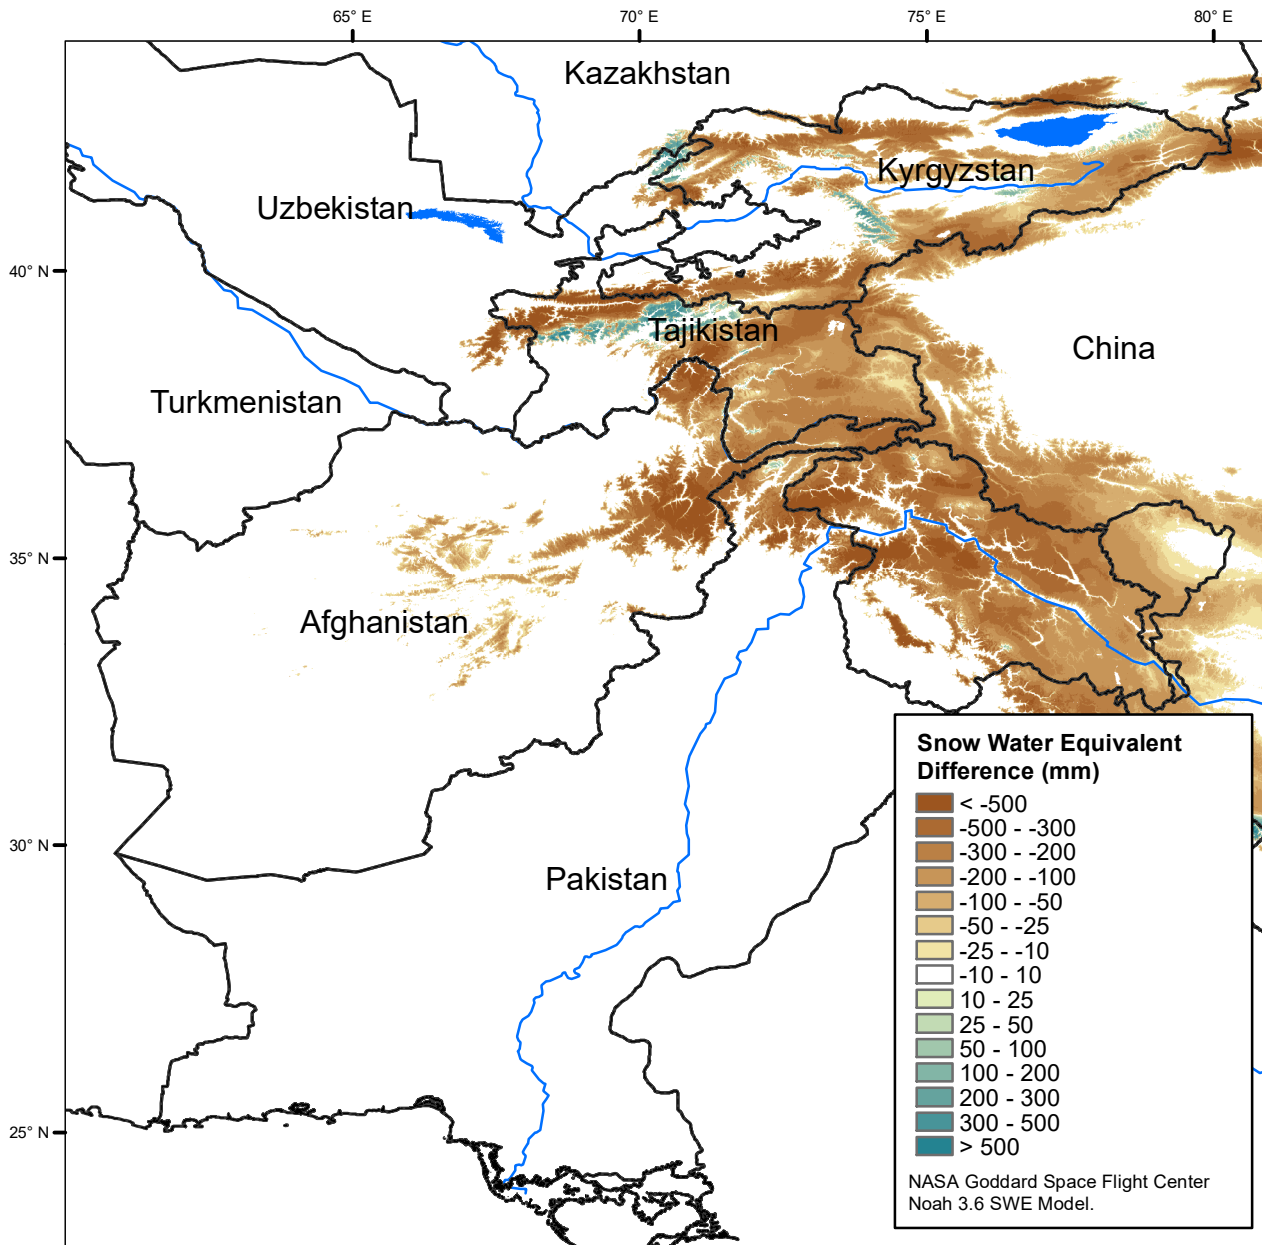 65° E
70° E
75° E
80° E
Kazakhstan
Kyrgyzstan
Uzbekistan
40° N
Tajikistan
China
Turkmenistan
35° N
Afghanistan
Snow Water Equivalent
Difference (mm)
< -500
-500 - -300
-300 - -200
-200 - -100
-100 - -50
-50 - -25
-25 - -10
-10 - 10
10 - 25
25 - 50
50 - 100
100 - 200
200 - 300
300 - 500
> 500
30° N
Pakistan
25° N
NASA Goddard Space Flight Center
Noah 3.6 SWE Model.